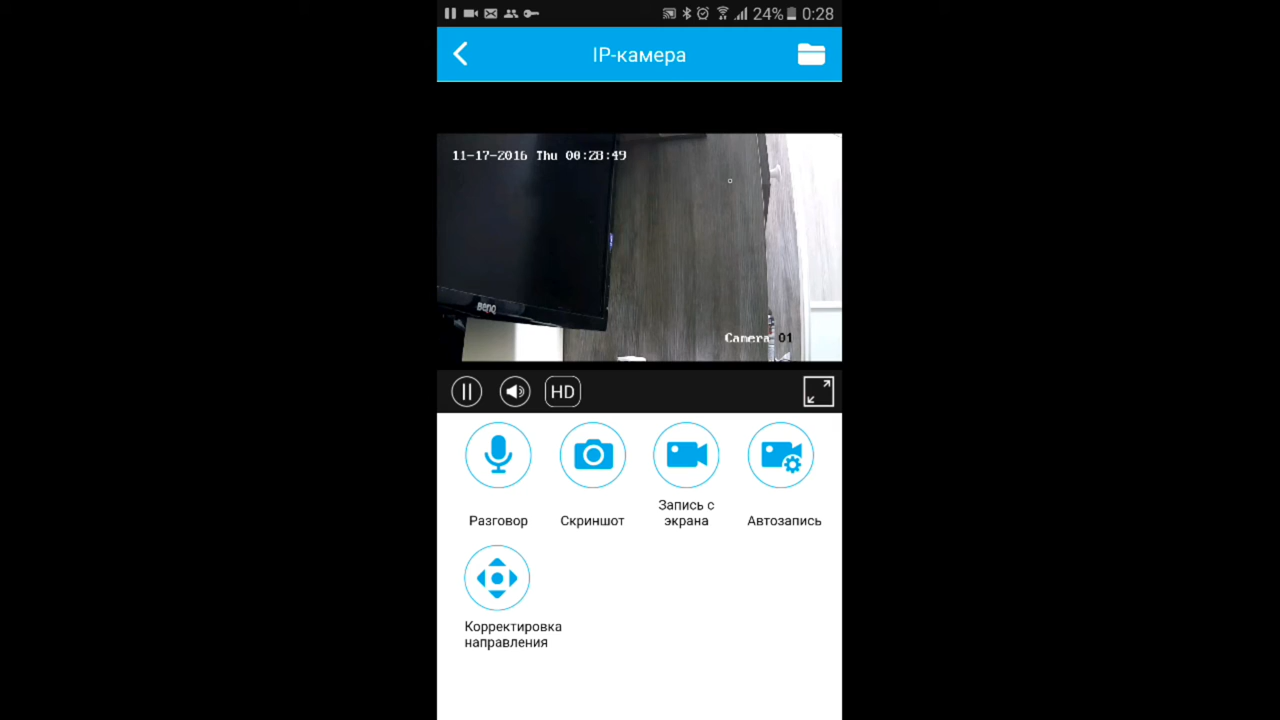 24% 0:28
IP-камера
11-17-2016 Thu 00:28:49
BenQ
Camera 01
HD
Разговор
Скриншот
Запись с
экрана
Автозапись
Корректировка
направления